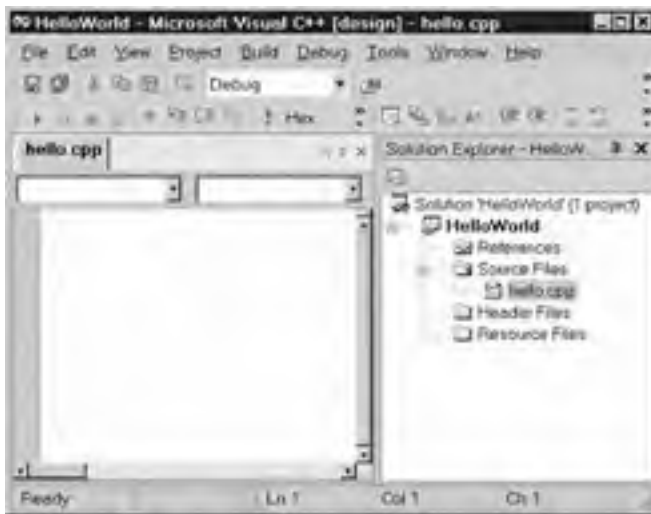 HelloWorld - Microsoft Visual C++ [design] - hello.cpp
File Edit View Project Build Debug Tools Window Help
Debug
Hex
hello.cpp
Solution Explorer - HelloW...
Solution 'HelloWorld' (1 project)
HelloWorld
References
Source Files
hello.cpp
Header Files
Resource Files
Ready Ln 1 Col 1 Ch 1